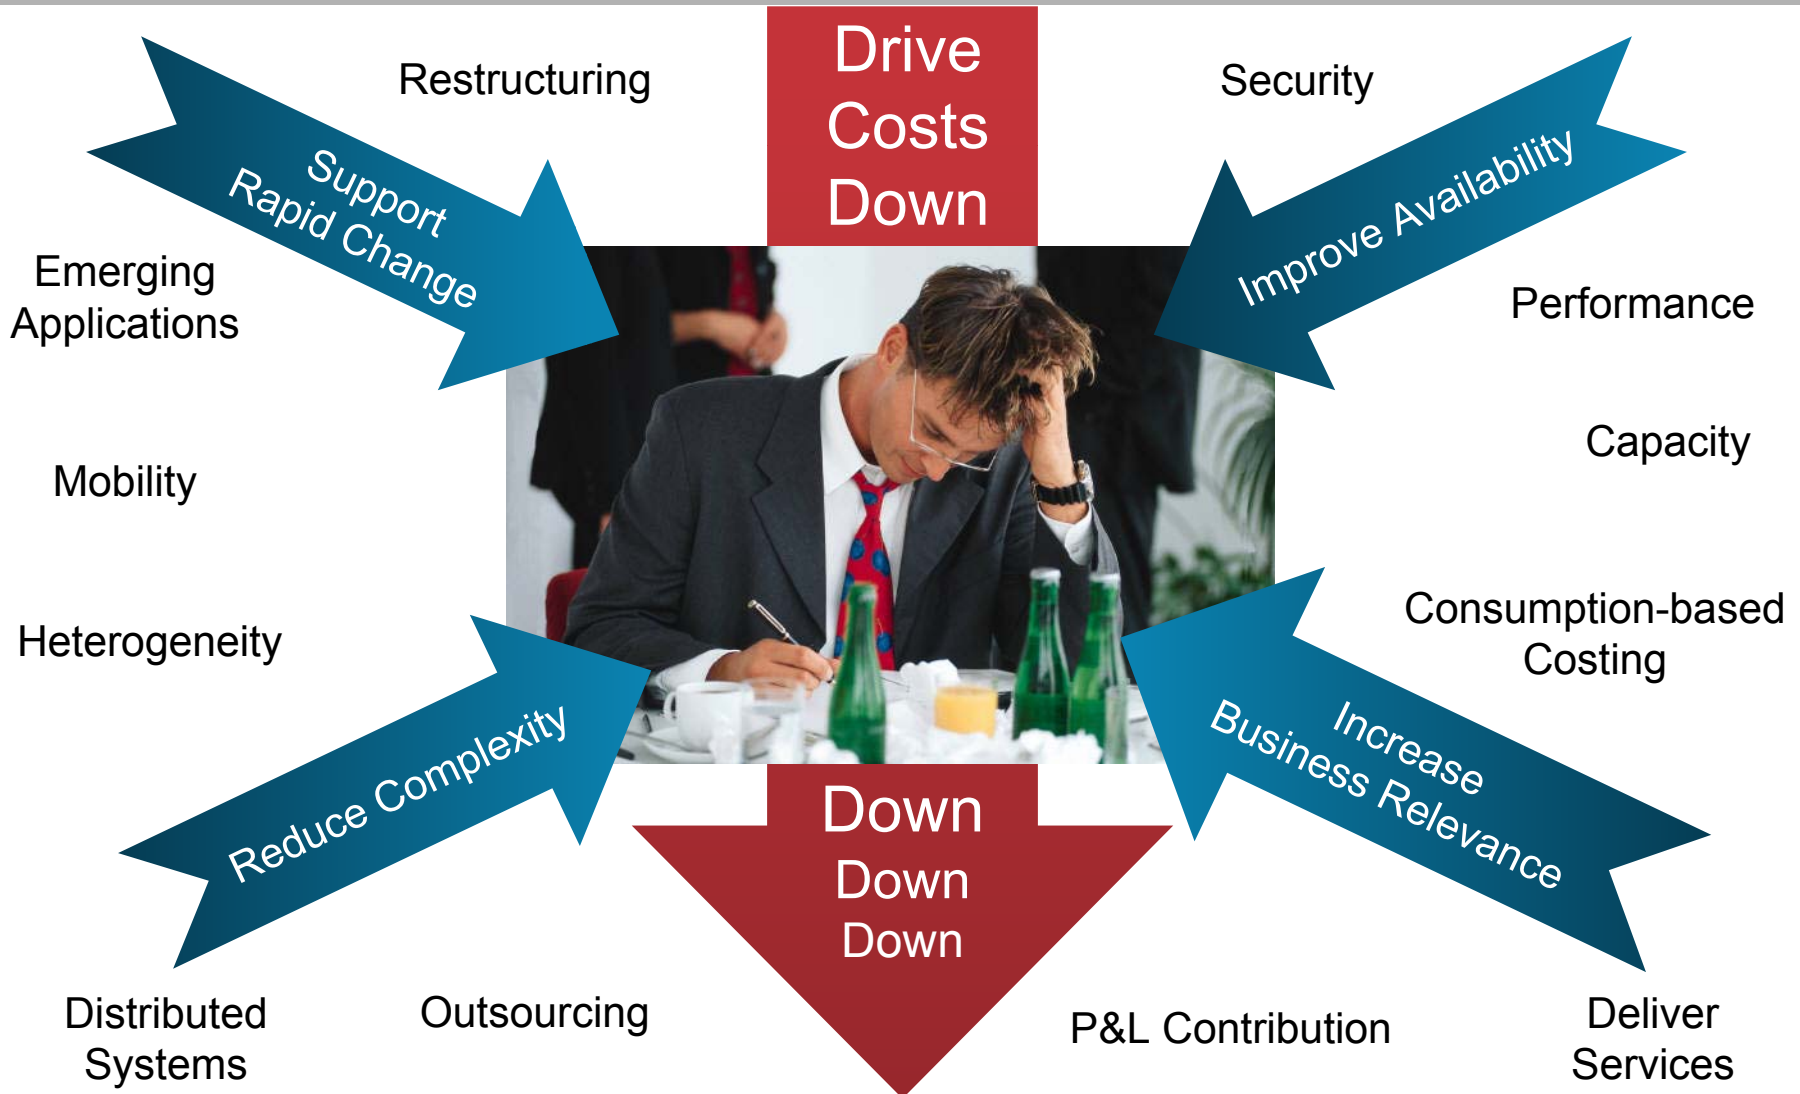 Restructuring
Drive
Costs
Down
Security
Support
Rapid Change
Improve Availability
Emerging
Applications
Performance
Mobility
Capacity
Heterogeneity
Consumption-based
Costing
Reduce Complexity
Increase
Business Relevance
Down
Down
Down
Distributed
Systems
Outsourcing
P&L Contribution
Deliver
Services